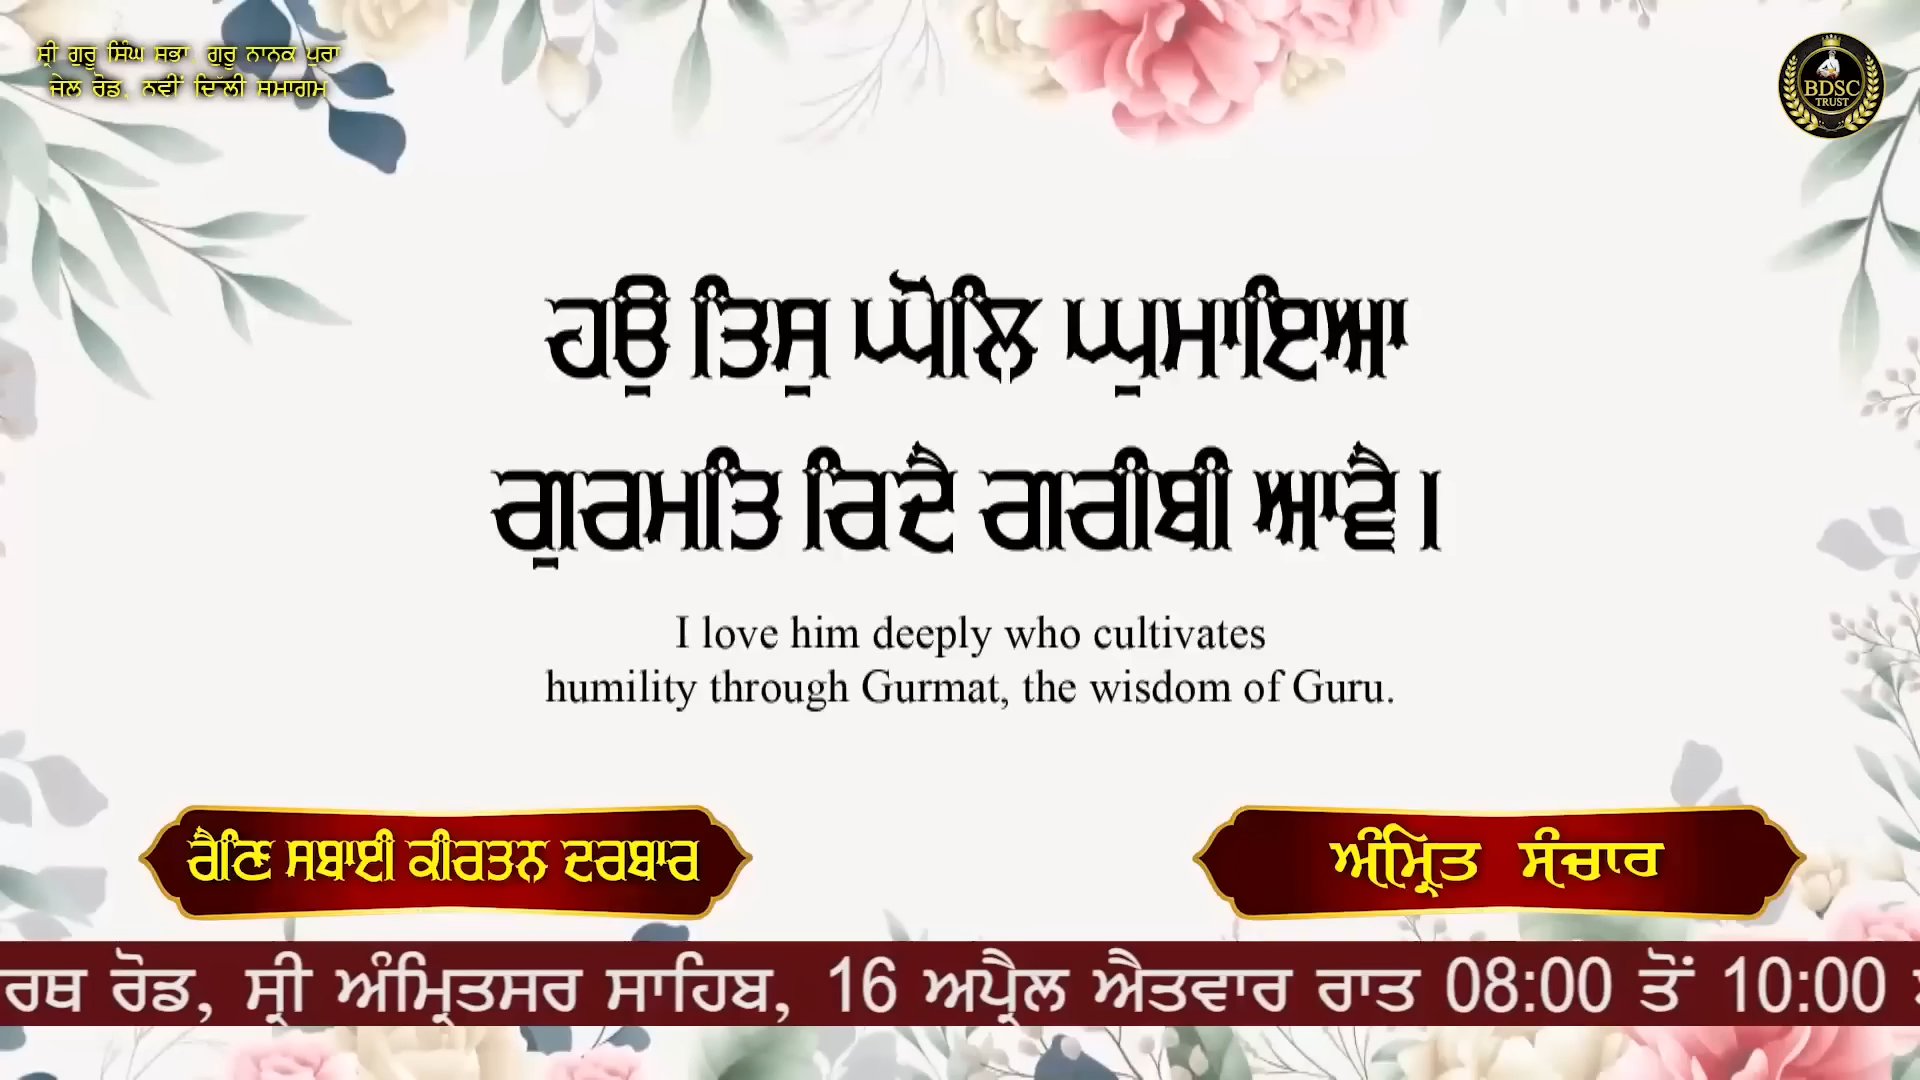 ਸ੍ਰੀ ਗੁਰੂ ਸਿੰਘ ਸਭਾ, ਗੁਰੂ ਨਾਨਕ ਪੁਰਾ
ਜੇਲ ਰੋਡ, ਨਵੀਂ ਦਿੱਲੀ ਸਮਾਗਮ
BDSC
TRUST
ਹਉ ਤਿਸੁ ਘੋਲਿ ਘੁਮਾਇਆ
ਗੁਰਮਤਿ ਰਿਦੈ ਗਰੀਬੀ ਆਵੈ।
I love him deeply who cultivates
humility through Gurmat, the wisdom of Guru.
ਰੈਣਿ ਸਬਾਈ ਕੀਰਤਨ ਦਰਬਾਰ
ਅੰਮ੍ਰਿਤ ਸੰਚਾਰ
ਰਥ ਰੋਡ, ਸ੍ਰੀ ਅੰਮ੍ਰਿਤਸਰ ਸਾਹਿਬ, 16 ਅਪ੍ਰੈਲ ਐਤਵਾਰ ਰਾਤ 08:00 ਤੋਂ 10:00